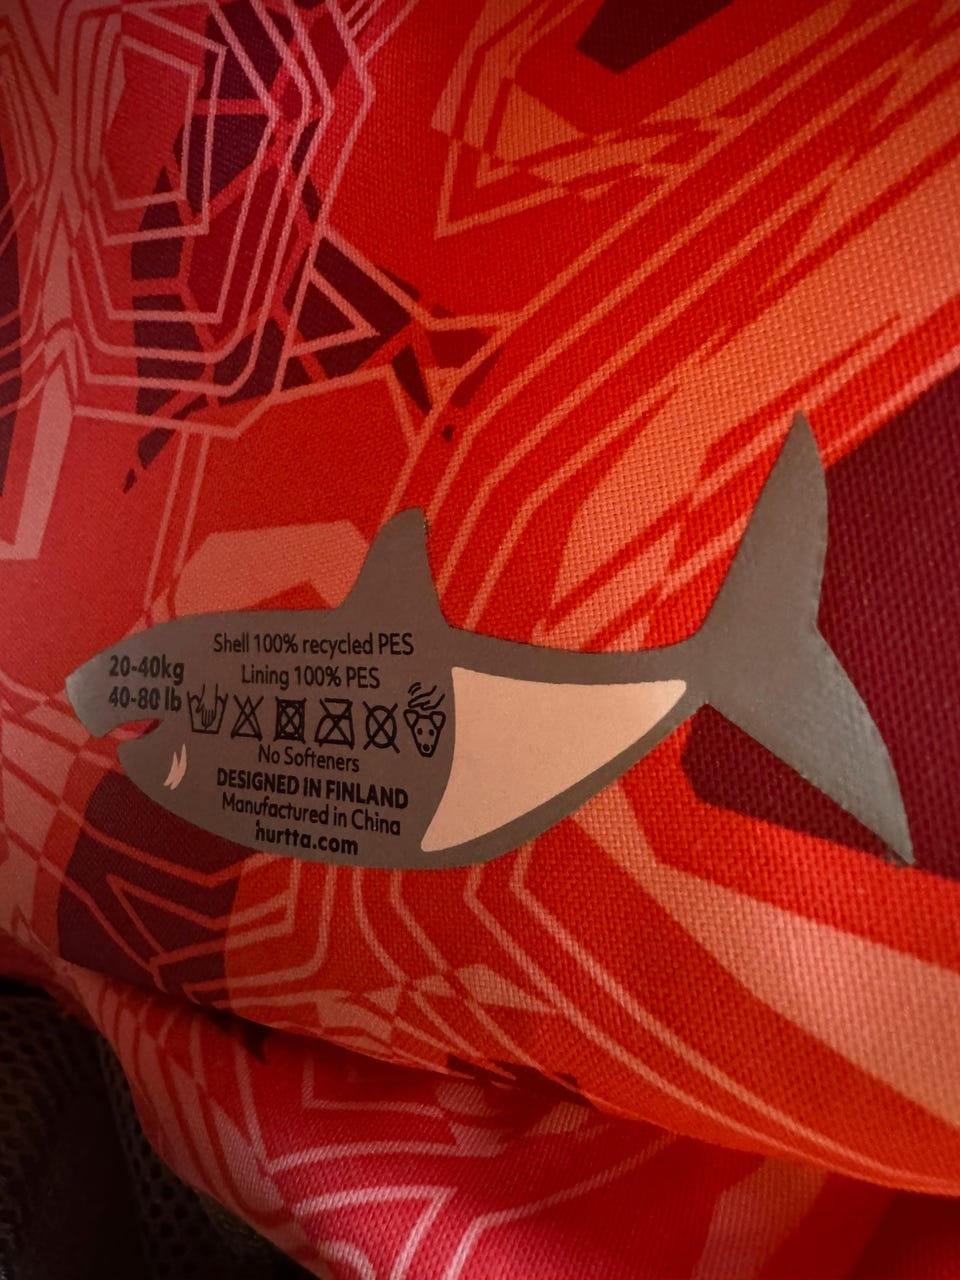 20-40kg
40-80 lb
Shell 100% recycled PES
Lining 100% PES
No Softeners
DESIGNED IN FINLAND
Manufactured in China
hurtta.com